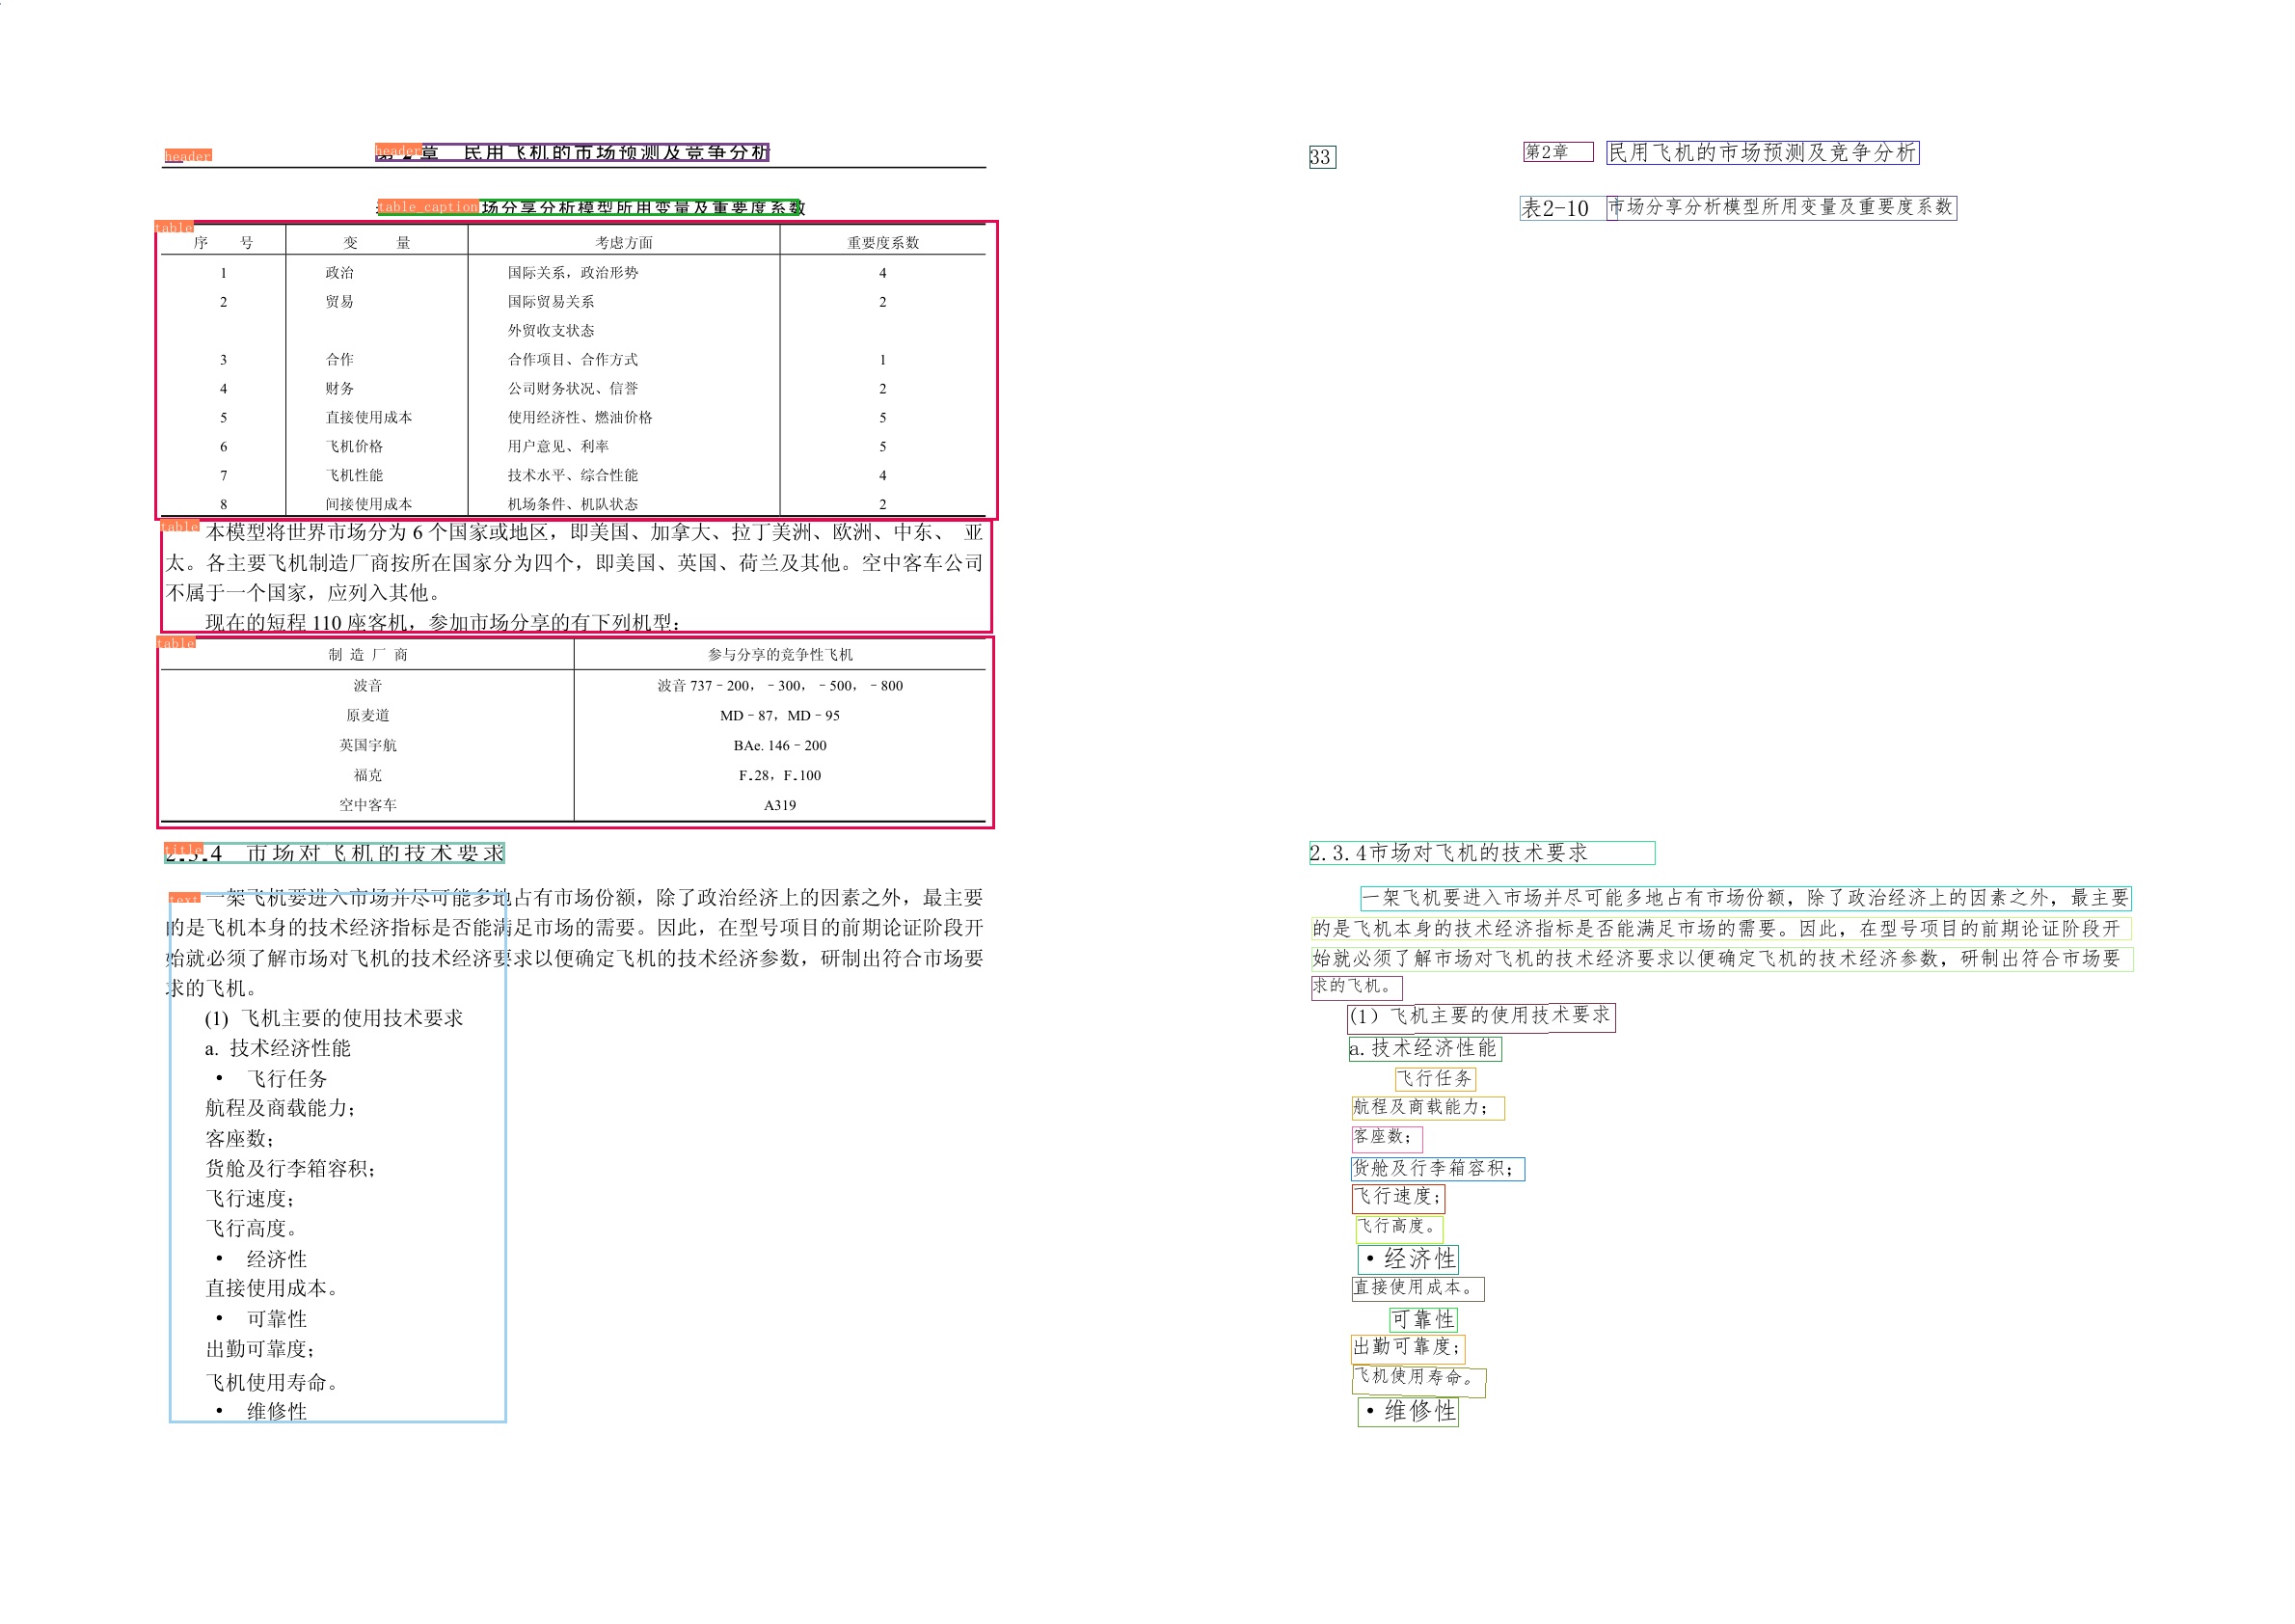 header
header 第 2 章 民用飞机的市场预测及竞争分析
table_caption 场分享分析模型所用变量及重要度系数
table
序 号 变 量 考虑方面 重要度系数
1 政治 国际关系，政治形势 4
2 贸易 国际贸易关系 2
外贸收支状态
3 合作 合作项目、合作方式 1
4 财务 公司财务状况、信誉 2
5 直接使用成本 使用经济性、燃油价格 5
6 飞机价格 用户意见、利率 5
7 飞机性能 技术水平、综合性能 4
8 间接使用成本 机场条件、机队状态 2
table 本模型将世界市场分为 6 个国家或地区，即美国、加拿大、拉丁美洲、欧洲、中东、 亚
太。各主要飞机制造厂商按所在国家分为四个，即美国、英国、荷兰及其他。空中客车公司
不属于一个国家，应列入其他。
现在的短程 110 座客机，参加市场分享的有下列机型：
table
制 造 厂 商 参与分享的竞争性飞机
波音 波音 737－200，－300，－500，－800
原麦道 MD－87，MD－95
英国宇航 BAe. 146－200
福克 F.28，F.100
空中客车 A319
title 2.3.4 市场对飞机的技术要求
text 一架飞机要进入市场并尽可能多地占有市场份额，除了政治经济上的因素之外，最主要
的是飞机本身的技术经济指标是否能满足市场的需要。因此，在型号项目的前期论证阶段开
始就必须了解市场对飞机的技术经济要求以便确定飞机的技术经济参数，研制出符合市场要
求的飞机。
(1) 飞机主要的使用技术要求
a. 技术经济性能
• 飞行任务
航程及商载能力；
客座数；
货舱及行李箱容积；
飞行速度；
飞行高度。
• 经济性
直接使用成本。
• 可靠性
出勤可靠度；
飞机使用寿命。
• 维修性
33 第2章 民用飞机的市场预测及竞争分析
表2-10 市场分享分析模型所用变量及重要度系数
2.3.4市场对飞机的技术要求
一架飞机要进入市场并尽可能多地占有市场份额，除了政治经济上的因素之外，最主要
的是飞机本身的技术经济指标是否能满足市场的需要。因此，在型号项目的前期论证阶段开
始就必须了解市场对飞机的技术经济要求以便确定飞机的技术经济参数，研制出符合市场要
求的飞机。
(1）飞机主要的使用技术要求
a.技术经济性能
飞行任务
航程及商载能力；
客座数；
货舱及行李箱容积；
飞行速度；
飞行高度。
•经济性
直接使用成本。
可靠性
出勤可靠度；
飞机使用寿命。
•维修性